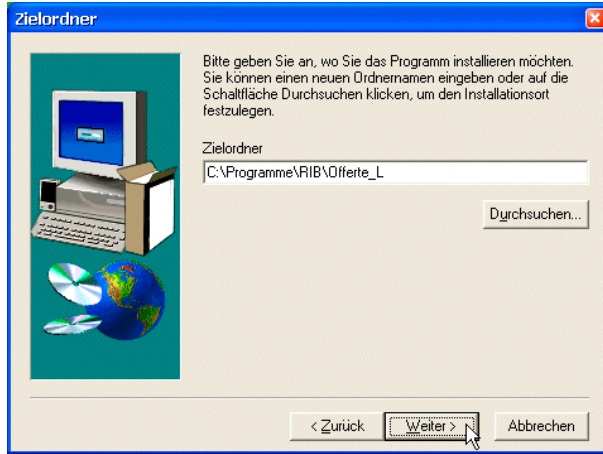 Zielordner
Bitte geben Sie an, wo Sie das Programm installieren möchten.
Sie können einen neuen Ordnernamen eingeben oder auf die
Schaltfläche Durchsuchen klicken, um den Installationsort
festzulegen.
Zielordner
C:\Programme\RIB\Offerte_L
Durchsuchen...
< Zurück
Weiter >
Abbrechen